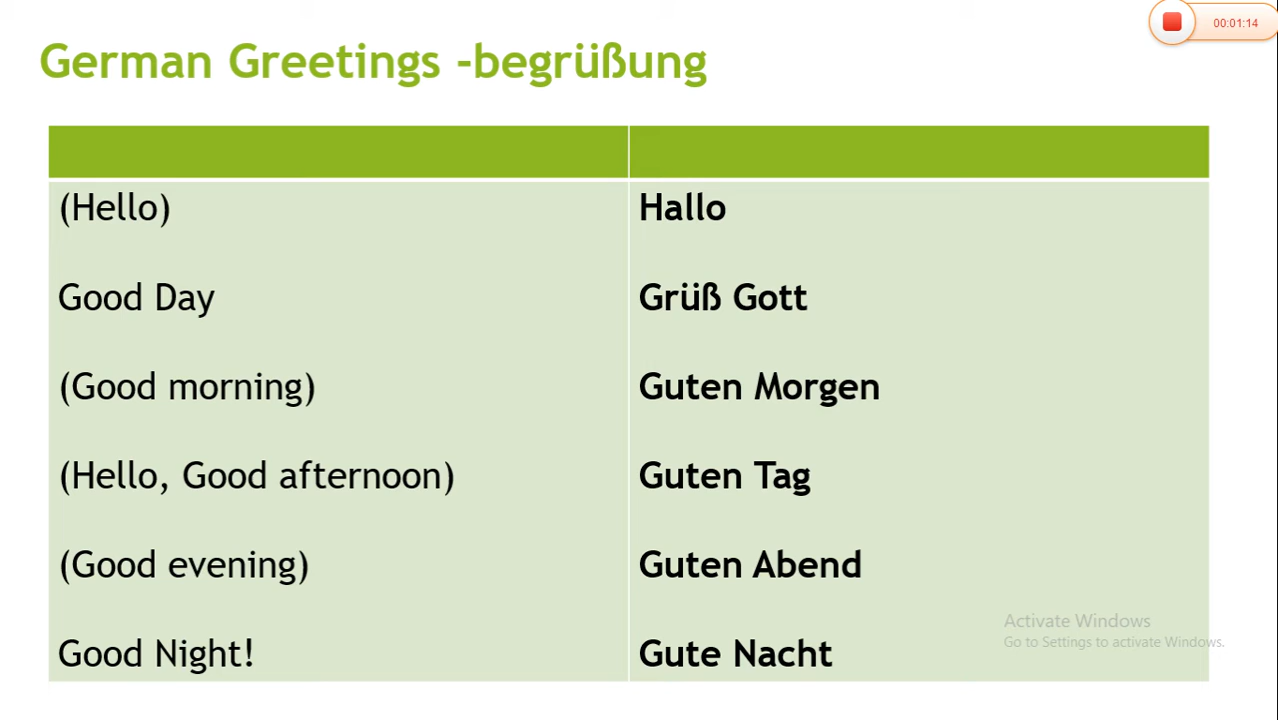 00:01:14
German Greetings -begrüßung
(Hello) Hallo
Good Day Grüß Gott
(Good morning) Guten Morgen
(Hello, Good afternoon) Guten Tag
(Good evening) Guten Abend
Good Night! Gute Nacht
Activate Windows
Go to Settings to activate Windows.